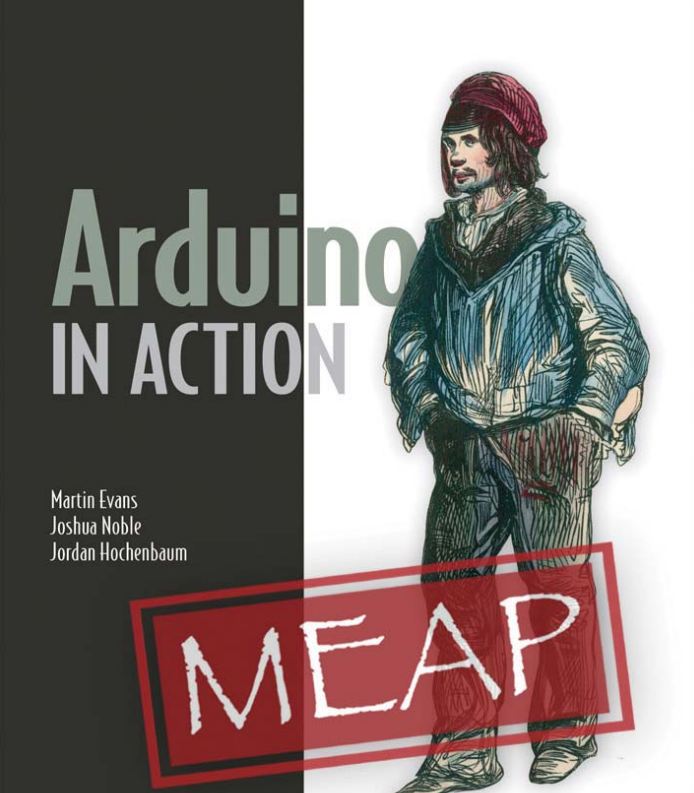 Arduino
IN ACTION
Martin Evans
Joshua Noble
Jordan Hochenbaum
MEAP